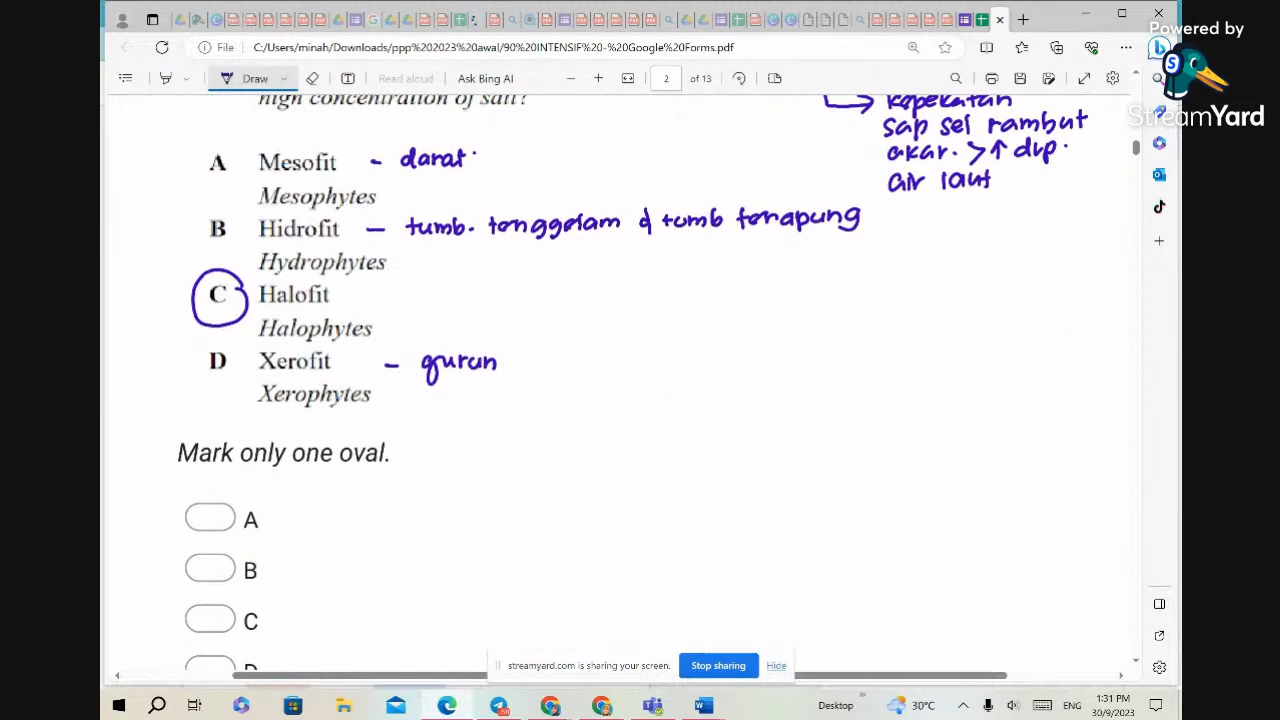 Powered by
StreamYard
File
C:/Users/minah/Downloads/ppp%202023%20awal/90%20INTENSIF%20-%20Google%20Forms.pdf
Draw
Read aloud
Ask Bing AI
2
of 13
high concentration of salt?
kepekatan
sap sel rambut
akar. > ↑ drp.
air laut
A Mesofit - darat
Mesophytes
B Hidrofit - tumb. tenggelam & tumb terapung
Hydrophytes
C Halofit
Halophytes
D Xerofit - gurun
Xerophytes
Mark only one oval.
A
B
C
D
streamyard.com is sharing your screen.
Stop sharing
Hide
Desktop
30°C
1:31 PM
30/9/2023